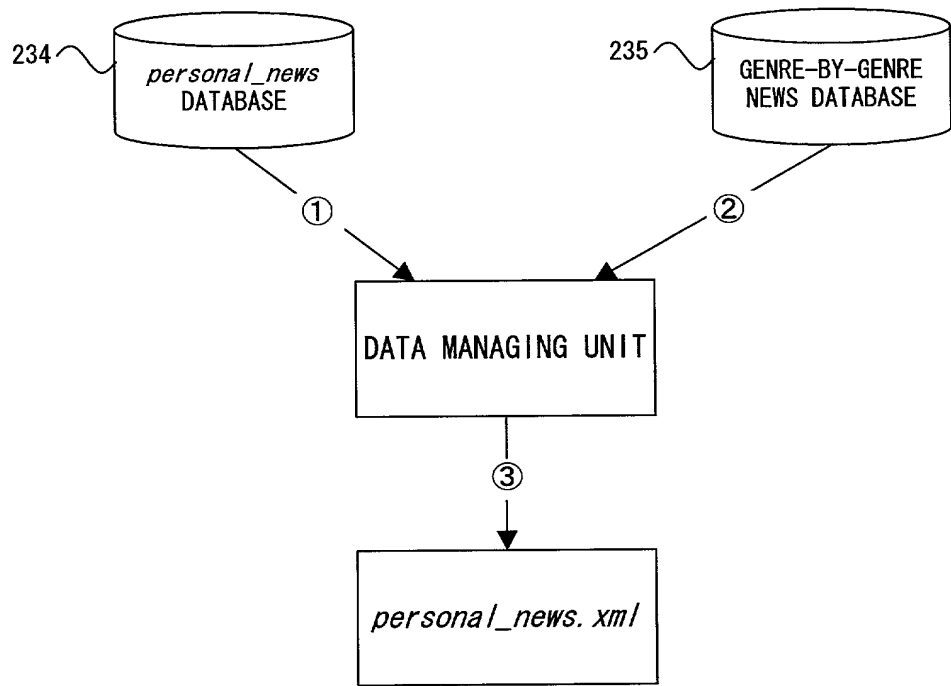 234
personal_news
DATABASE
235
GENRE-BY-GENRE
NEWS DATABASE
①
②
DATA MANAGING UNIT
③
personal_news.xml